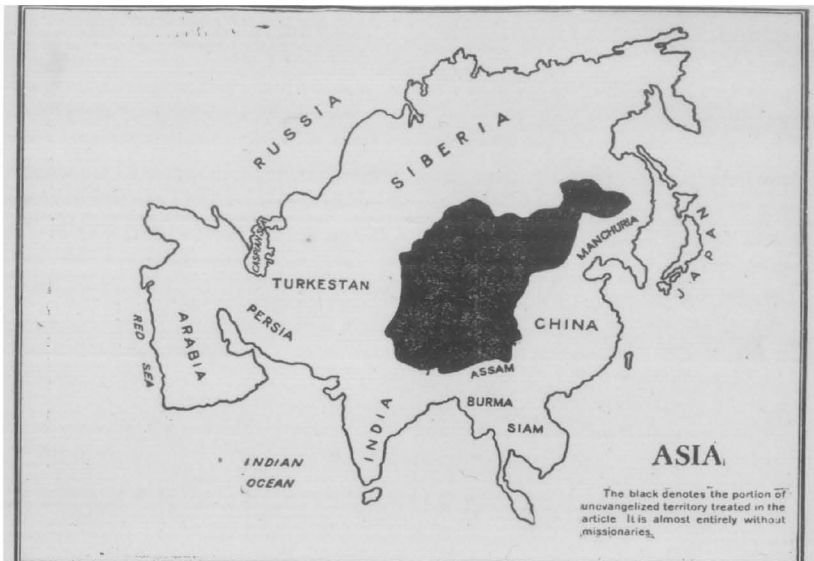 RUSSIA
SIBERIA
CASPIAN SEA
TURKESTAN
MANCHURIA
JAPAN
PERSIA
CHINA
RED SEA
ARABIA
ASSAM
BURMA
INDIA
SIAM
INDIAN
OCEAN
ASIA
The black denotes the portion of
unevangelized territory treated in the
article It is almost entirely without
missionaries.